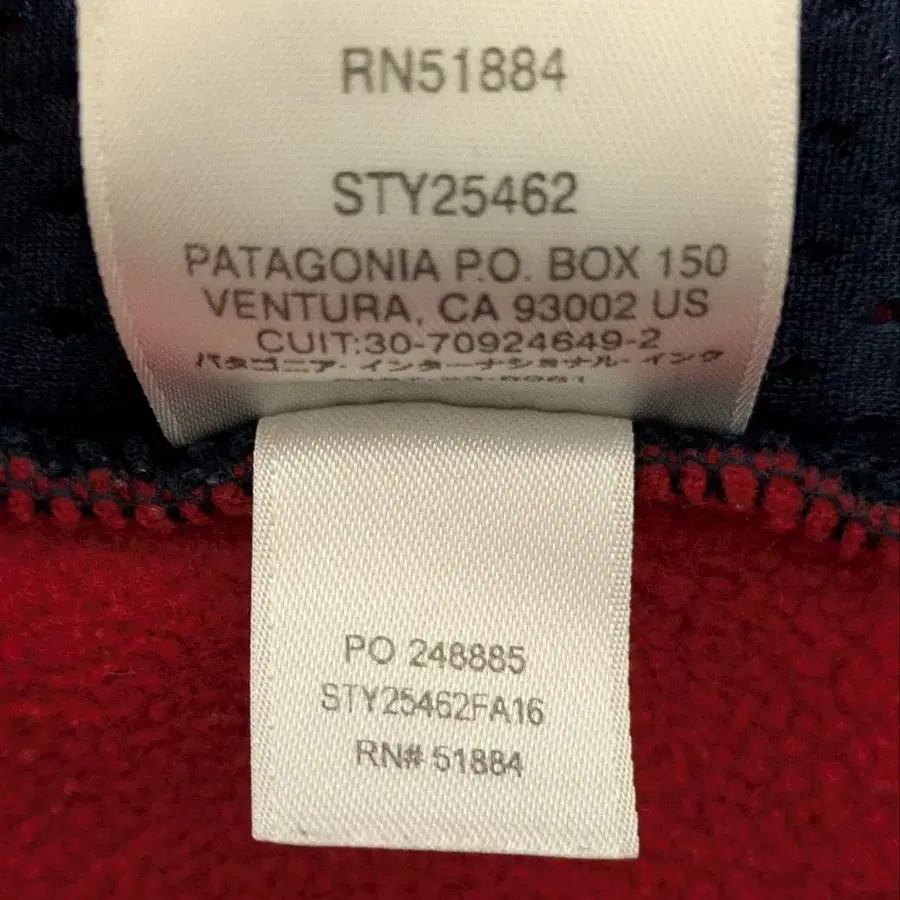 RN51884
STY25462
PATAGONIA P.O. BOX 150
VENTURA, CA 93002 US
CUIT:30-70924649-2
パタゴニア・インターナショナル・インク
PO 248885
STY25462FA16
RN# 51884